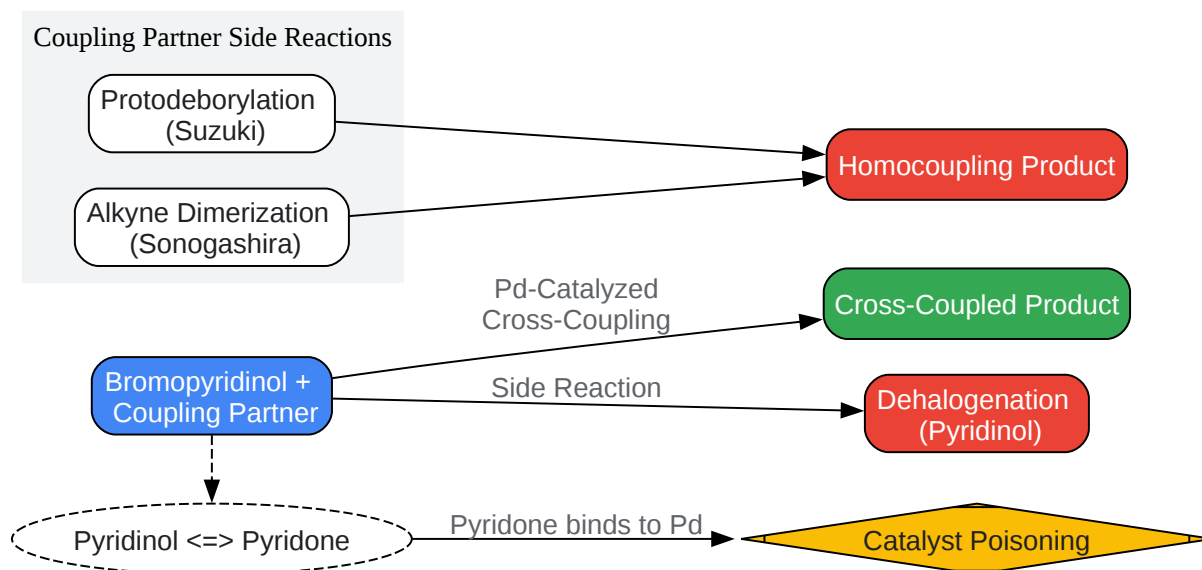 Coupling Partner Side Reactions
Protodeborylation
(Suzuki)
Homocoupling Product
Alkyne Dimerization
(Sonogashira)
Pd-Catalyzed
Cross-Coupling
Cross-Coupled Product
Bromopyridinol +
Coupling Partner
Side Reaction
Dehalogenation
(Pyridinol)
Pyridinol <=> Pyridone
Pyridone binds to Pd
Catalyst Poisoning